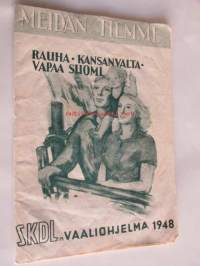 MEIDÄN TIEMME
RAUHA · KANSANVALTA ·
VAPAA SUOMI
SKDL:n VAALIOHJELMA 1948